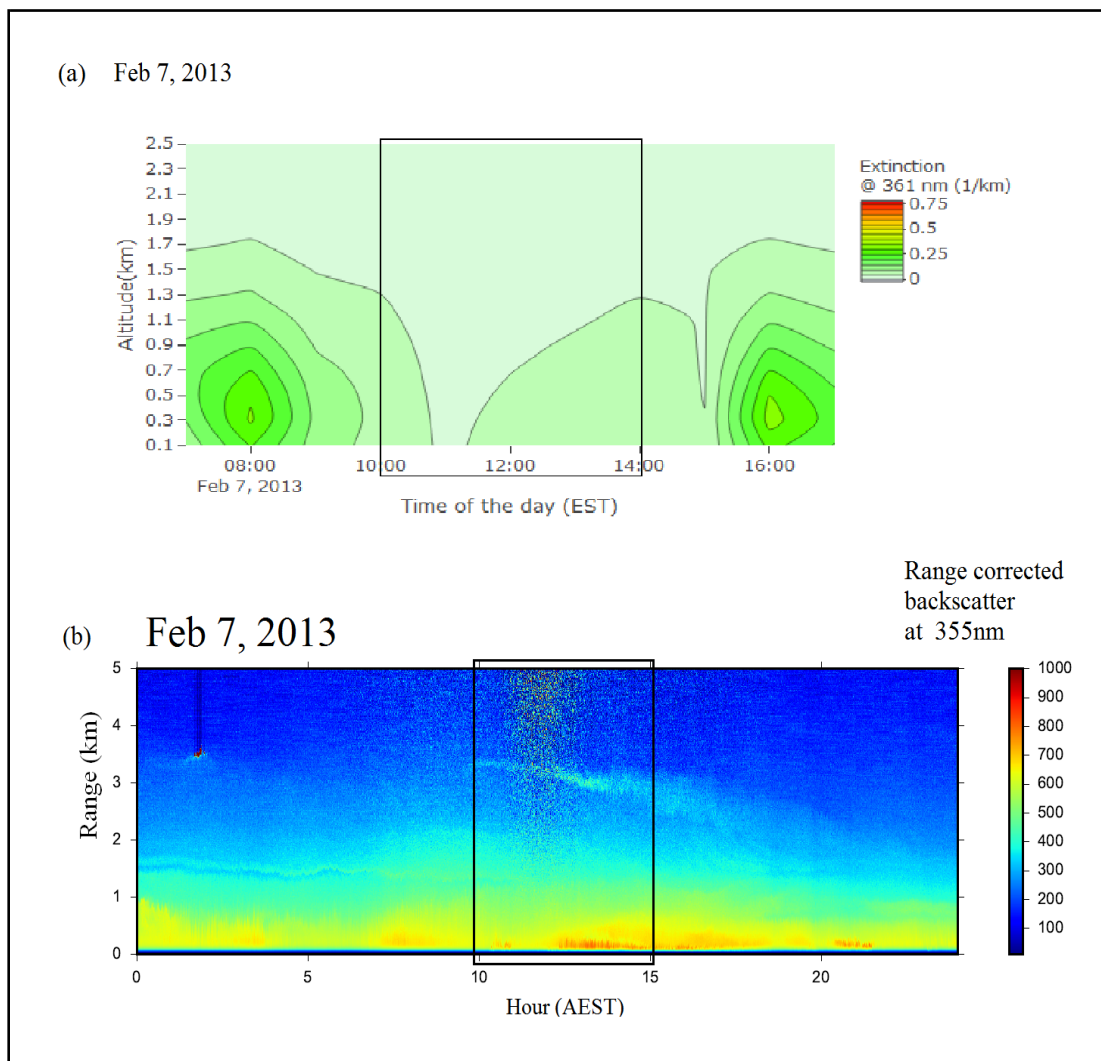 (a) Feb 7, 2013
Altitude(km)
2.5
2.3
2.1
1.9
1.7
1.5
1.3
1.1
0.9
0.7
0.5
0.3
0.1
08:00 10:00 12:00 14:00 16:00
Feb 7, 2013
Time of the day (EST)
Extinction
@ 361 nm (1/km)
0.75
0.5
0.25
0
Range corrected
backscatter
at 355nm
(b) Feb 7, 2013
Range (km)
5
4
3
2
1
0
0 5 10 15 20
Hour (AEST)
1000
900
800
700
600
500
400
300
200
100